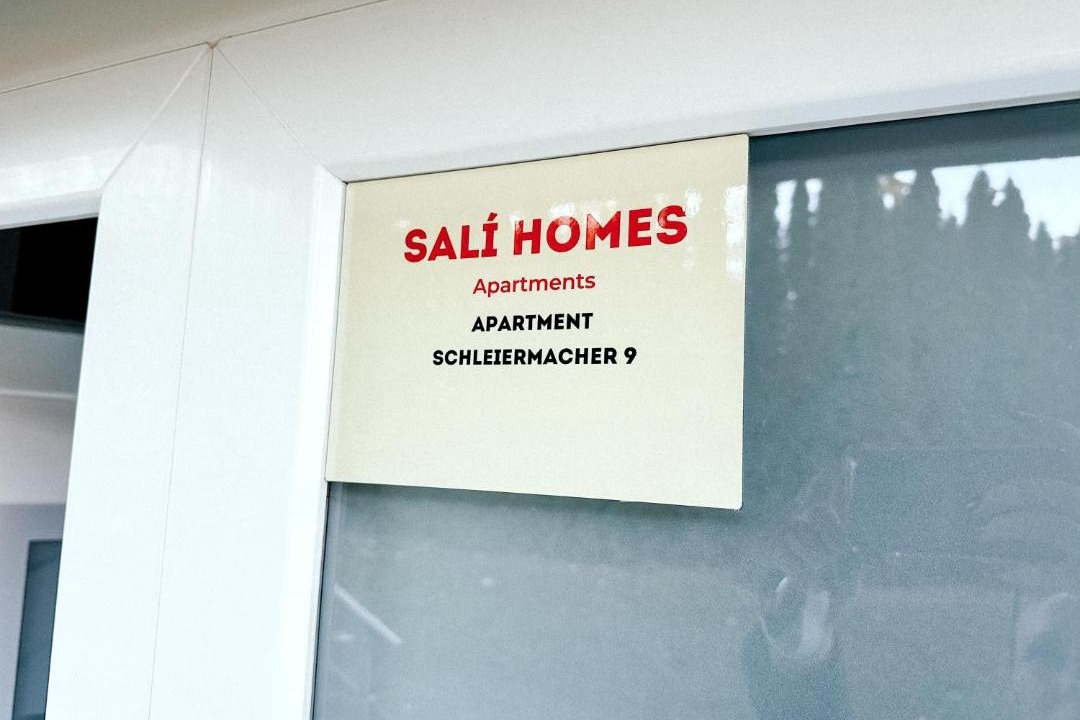 SALÍ HOMES
Apartments
APARTMENT
SCHLEIERMACHER 9